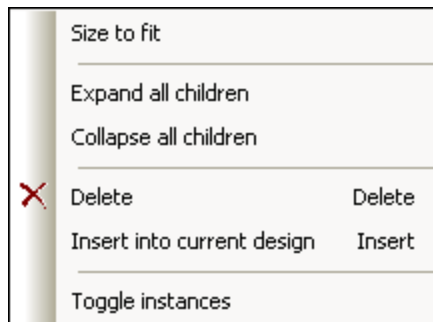 Size to fit
Expand all children
Collapse all children
Delete Delete
Insert into current design Insert
Toggle instances